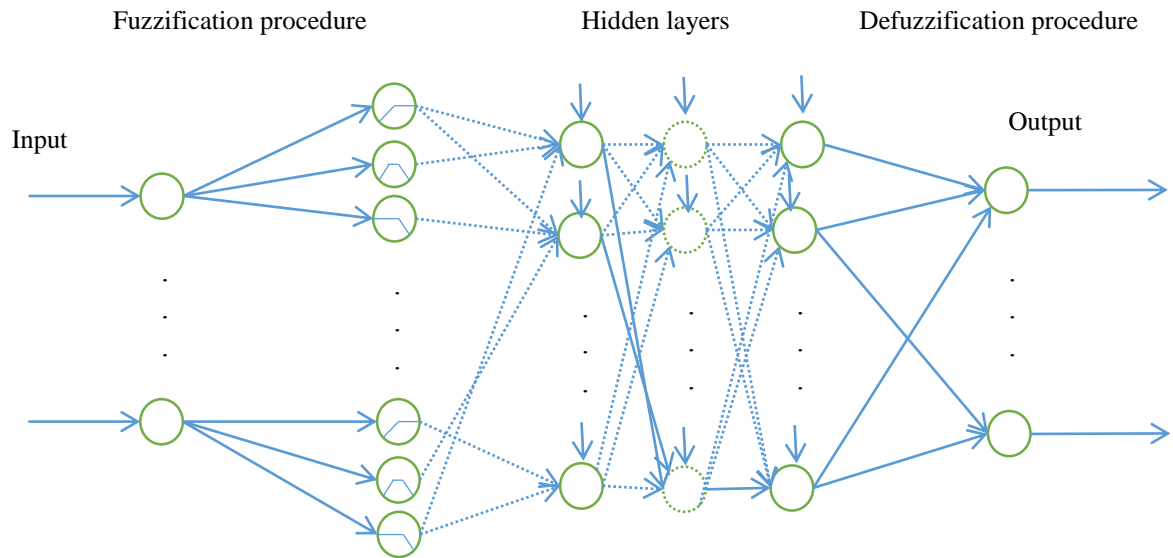 Fuzzification procedure
Hidden layers
Defuzzification procedure
Input
Output